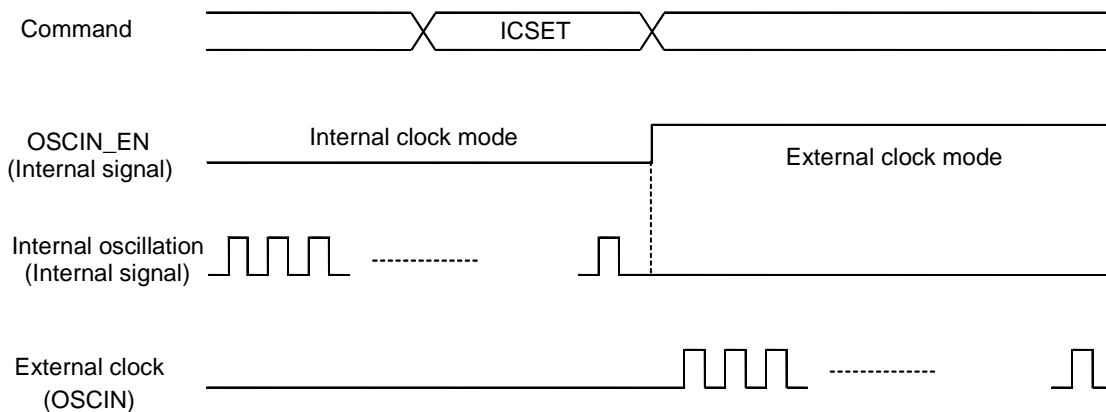 Command
ICSET
OSCIN_EN
(Internal signal)
Internal clock mode
External clock mode
Internal oscillation
(Internal signal)
External clock
(OSCIN)